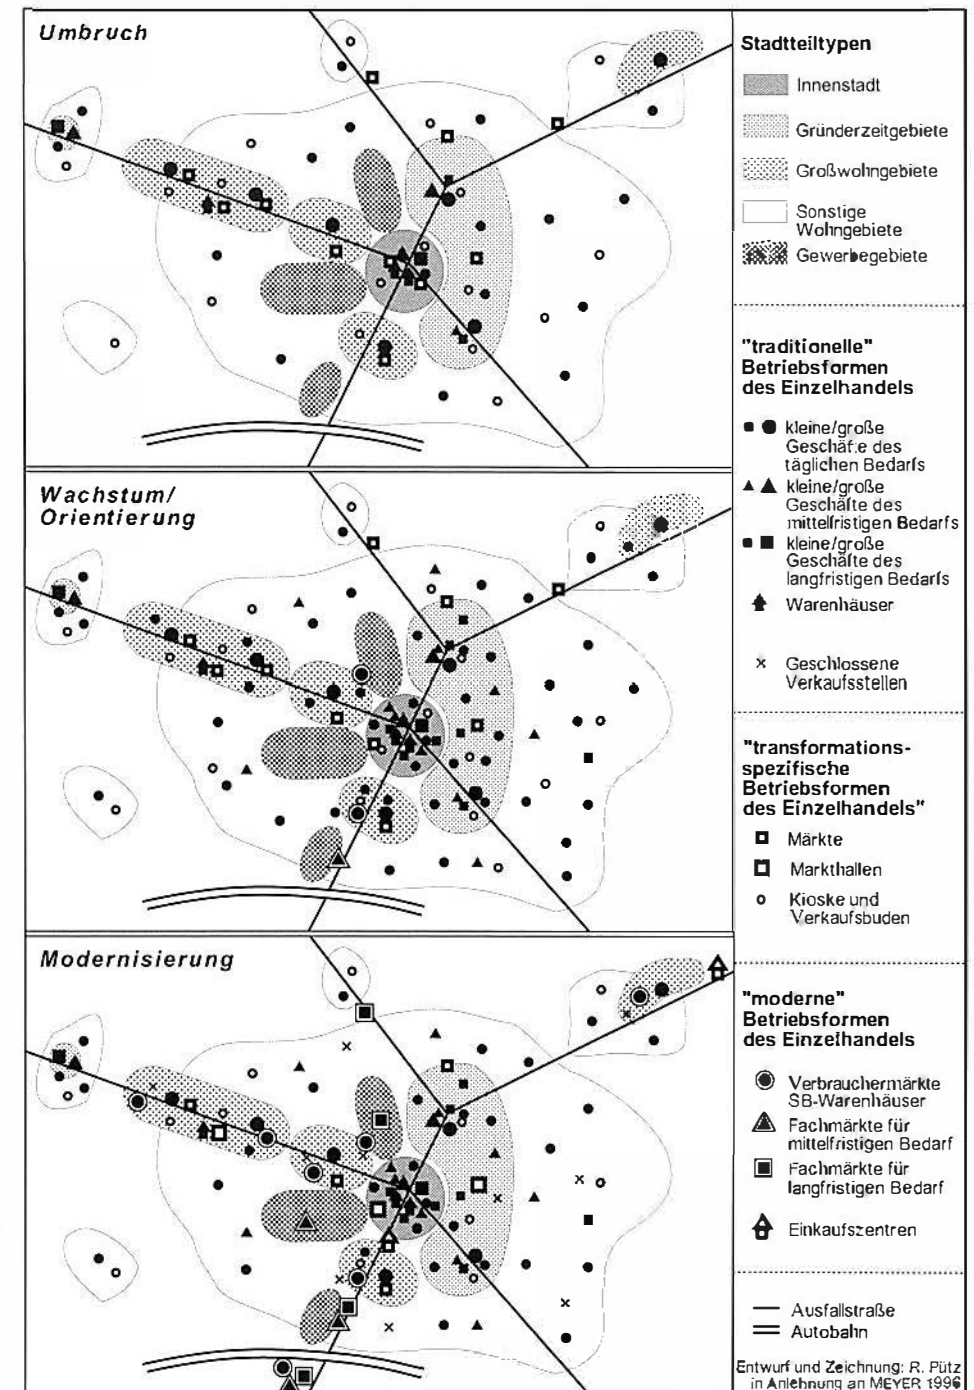 Umbruch
Wachstum/
Orientierung
Modernisierung
Stadtteiltypen
Innenstadt
Gründerzeitgebiete
Großwohngebiete
Sonstige
Wohngebiete
Gewerbegebiete
"traditionelle"
Betriebsformen
des Einzelhandels
kleine/große
Geschäfte des
täglichen Bedarfs
kleine/große
Geschäfte des
mittelfristigen Bedarfs
kleine/große
Geschäfte des
langfristigen Bedarfs
Warenhäuser
Geschlossene
Verkaufsstellen
"transformations-
spezifische
Betriebsformen
des Einzelhandels"
Märkte
Markthallen
Kioske und
Verkaufsbuden
"moderne"
Betriebsformen
des Einzelhandels
Verbrauchermärkte
SB-Warenhäuser
Fachmärkte für
mittelfristigen Bedarf
Fachmärkte für
langfristigen Bedarf
Einkaufszentren
Ausfallstraße
Autobahn
Entwurf und Zeichnung: R. Pütz
in Anlehnung an MEYER 1996